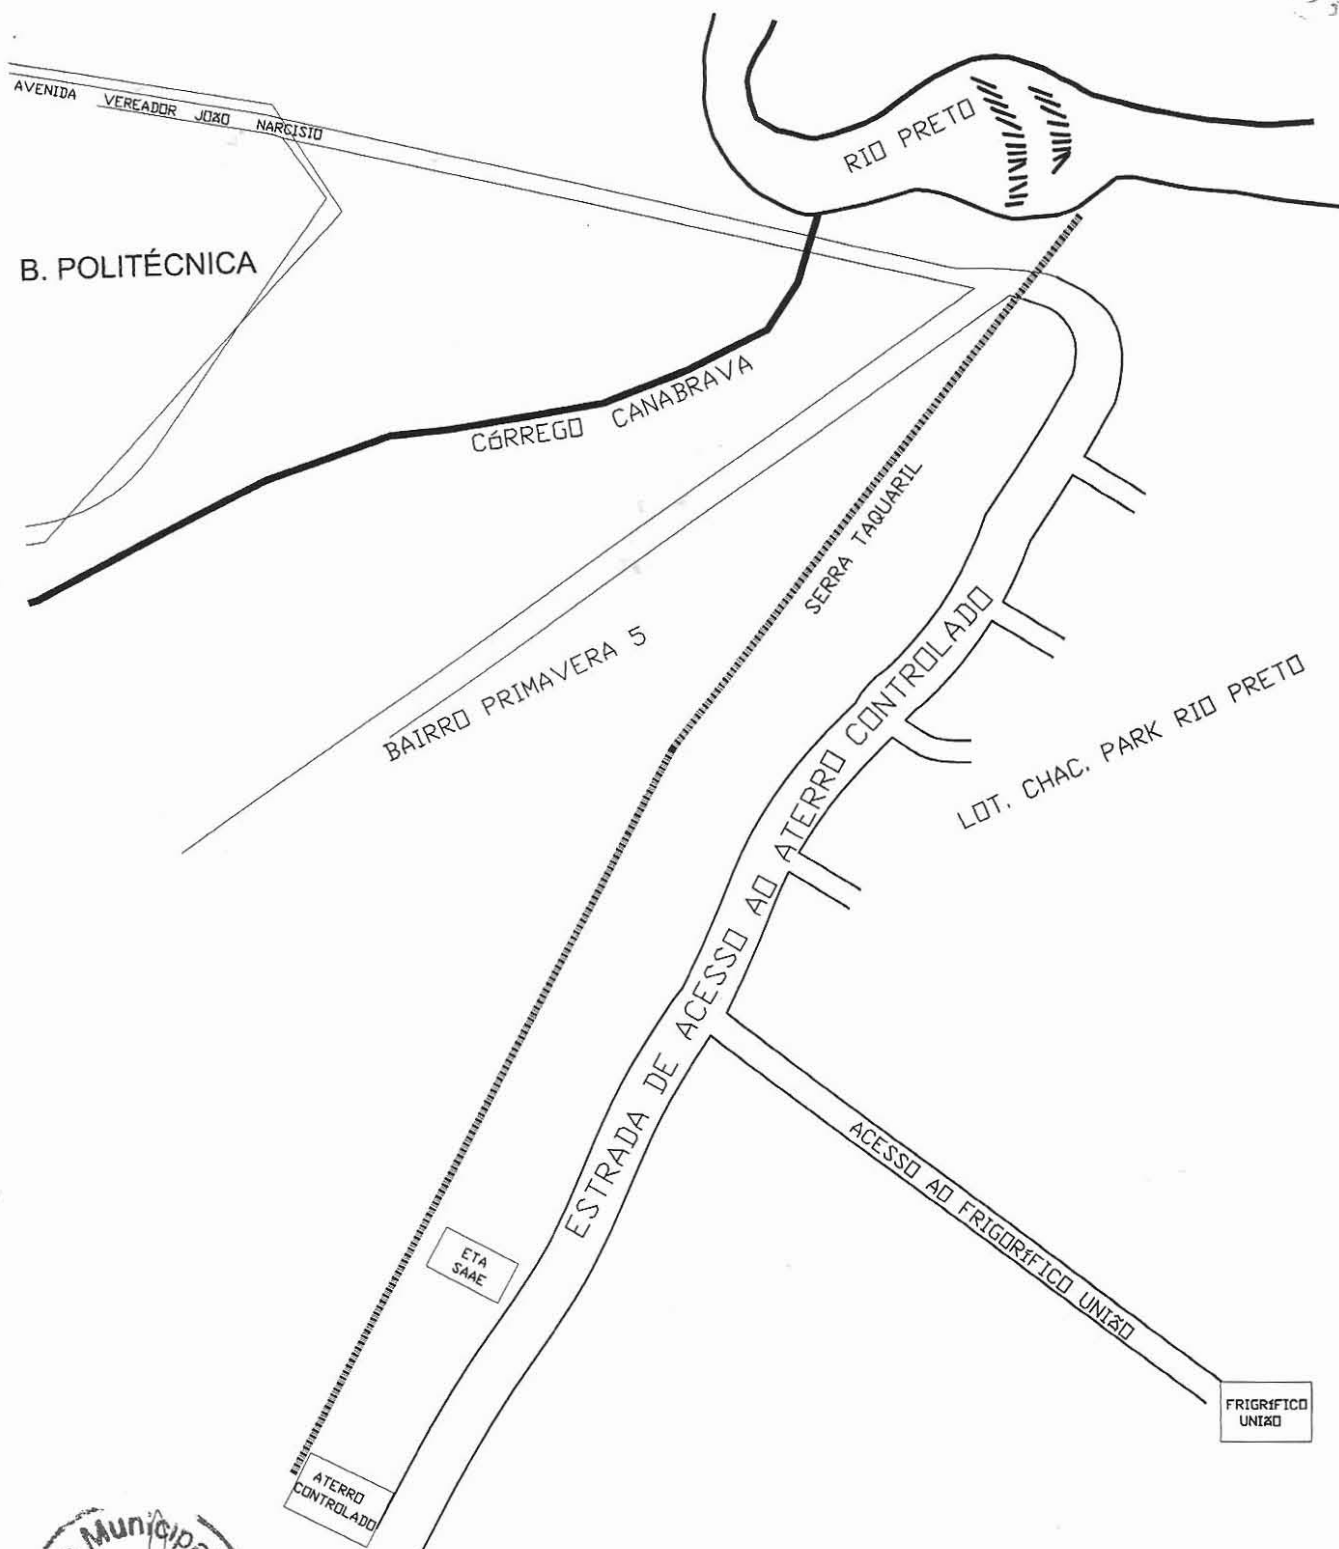 AVENIDA VEREADOR JOÃO NARCISIO
RIO PRETO
B. POLITÉCNICA
CóRREGO CANABRAVA
SERRA TAQUARIL
BAIRRO PRIMAVERA 5
LOT. CHAC. PARK RIO PRETO
ESTRADA DE ACESSO AO ATERRO CONTROLADO
ACESSO AO FRIGORíFICO UNIÃO
ETA
SAAE
FRIGRíFICO
UNIÃO
ATERRO
CONTROLADO
Municipa